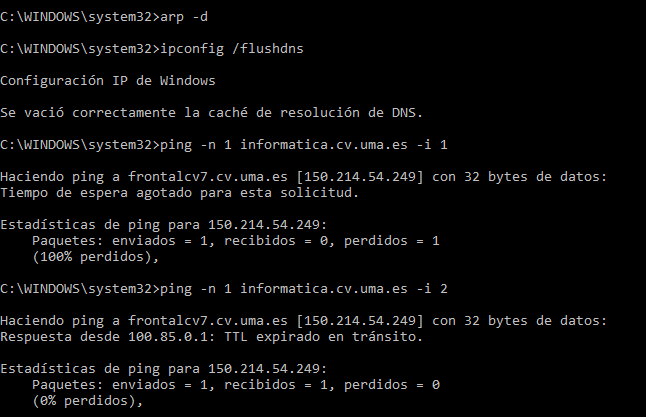 C:\WINDOWS\system32>arp -d
C:\WINDOWS\system32>ipconfig /flushdns
Configuración IP de Windows
Se vació correctamente la caché de resolución de DNS.
C:\WINDOWS\system32>ping -n 1 informatica.cv.uma.es -i 1
Haciendo ping a frontalcv7.cv.uma.es [150.214.54.249] con 32 bytes de datos:
Tiempo de espera agotado para esta solicitud.
Estadísticas de ping para 150.214.54.249:
    Paquetes: enviados = 1, recibidos = 0, perdidos = 1
    (100% perdidos),
C:\WINDOWS\system32>ping -n 1 informatica.cv.uma.es -i 2
Haciendo ping a frontalcv7.cv.uma.es [150.214.54.249] con 32 bytes de datos:
Respuesta desde 100.85.0.1: TTL expirado en tránsito.
Estadísticas de ping para 150.214.54.249:
    Paquetes: enviados = 1, recibidos = 1, perdidos = 0
    (0% perdidos),